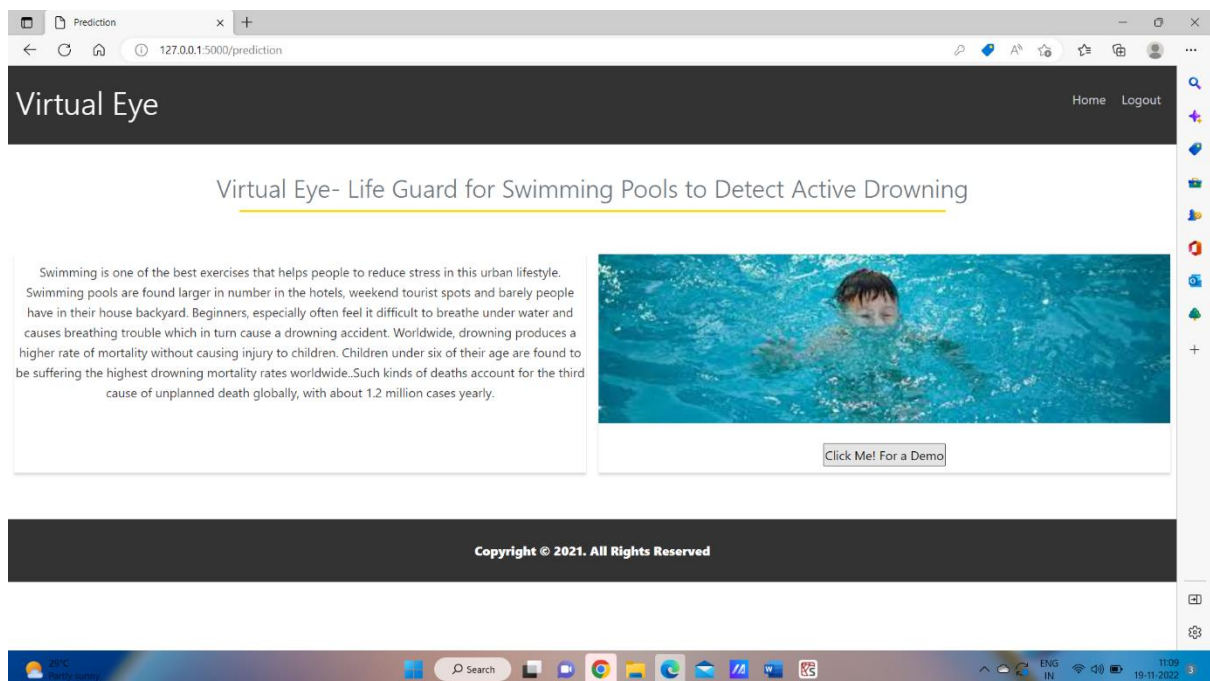 Prediction
127.0.0.1:5000/prediction
Virtual Eye
Home Logout
Virtual Eye- Life Guard for Swimming Pools to Detect Active Drowning
Swimming is one of the best exercises that helps people to reduce stress in this urban lifestyle.
Swimming pools are found larger in number in the hotels, weekend tourist spots and barely people
have in their house backyard. Beginners, especially often feel it difficult to breathe under water and
causes breathing trouble which in turn cause a drowning accident. Worldwide, drowning produces a
higher rate of mortality without causing injury to children. Children under six of their age are found to
be suffering the highest drowning mortality rates worldwide..Such kinds of deaths account for the third
cause of unplanned death globally, with about 1.2 million cases yearly.
Click Me! For a Demo
Copyright © 2021. All Rights Reserved
29°C
Partly sunny
Search
ENG
IN
11:09
19-11-2022
3